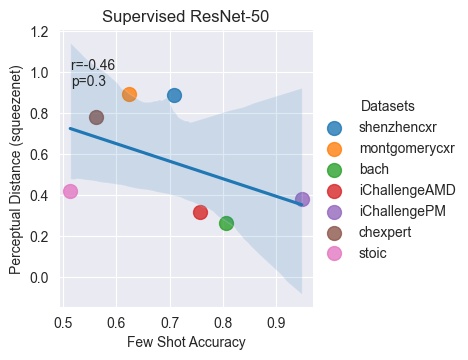 Supervised ResNet-50
1.2
1.0
0.8
0.6
0.4
0.2
0.0
Perceptual Distance (squeezenet)
r=-0.46
p=0.3
0.5 0.6 0.7 0.8 0.9
Few Shot Accuracy
Datasets
shenzhencxr
montgomerycxr
bach
iChallengeAMD
iChallengePM
chexpert
stoic